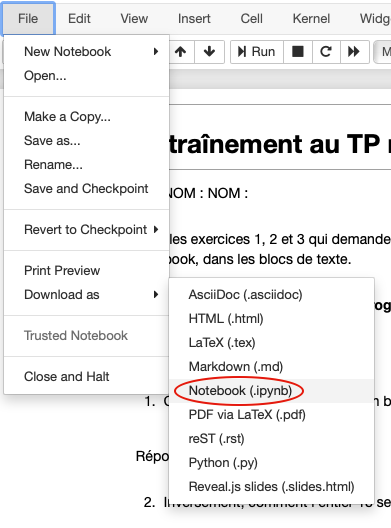 File Edit View Insert Cell Kernel Widget
Run
New Notebook
Open...
traînement au TP
Make a Copy...
Save as...
Rename...
NOM : NOM :
Save and Checkpoint
Revert to Checkpoint
les exercices 1, 2 et 3 qui demande
book, dans les blocs de texte.
Print Preview
Download as
AsciiDoc (.asciidoc)
HTML (.html)
Trusted Notebook
LaTeX (.tex)
Markdown (.md)
Close and Halt
Notebook (.ipynb)
1.
PDF via LaTeX (.pdf)
reST (.rst)
Python (.py)
Reveal.js slides (.slides.html)
2. Inversement, comment l'entier